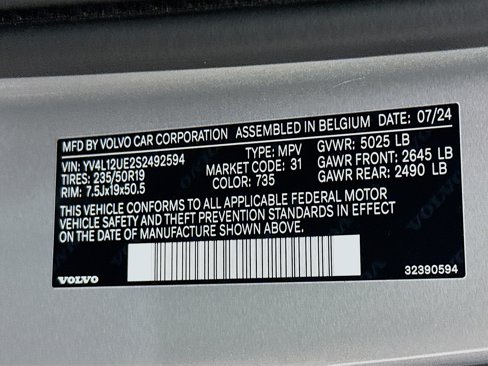 MFD BY VOLVO CAR CORPORATION ASSEMBLED IN BELGIUM DATE: 07/24
VIN: YV4L12UE2S2492594 TYPE: MPV GVWR: 5025 LB
TIRES: 235/50R19 MARKET CODE: 31 GAWR FRONT: 2645 LB
RIM: 7.5Jx19x50.5 COLOR: 735 GAWR REAR: 2490 LB
THIS VEHICLE CONFORMS TO ALL APPLICABLE FEDERAL MOTOR
VEHICLE SAFETY AND THEFT PREVENTION STANDARDS IN EFFECT
ON THE DATE OF MANUFACTURE SHOWN ABOVE.
VOLVO 32390594